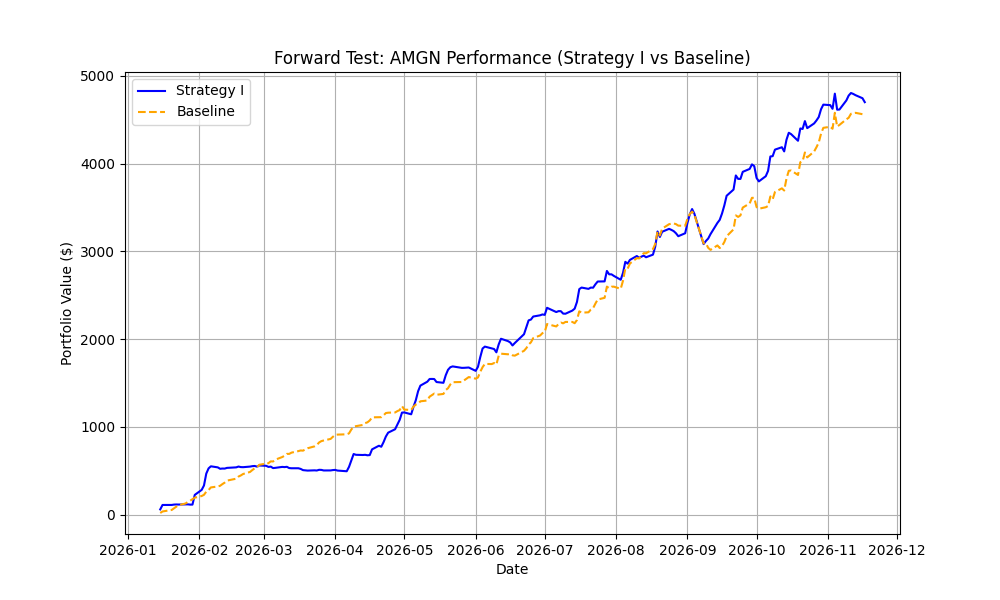 Forward Test: AMGN Performance (Strategy I vs Baseline)
Strategy I
Baseline
Portfolio Value ($)
5000
4000
3000
2000
1000
0
2026-01 2026-02 2026-03 2026-04 2026-05 2026-06 2026-07 2026-08 2026-09 2026-10 2026-11 2026-12
Date